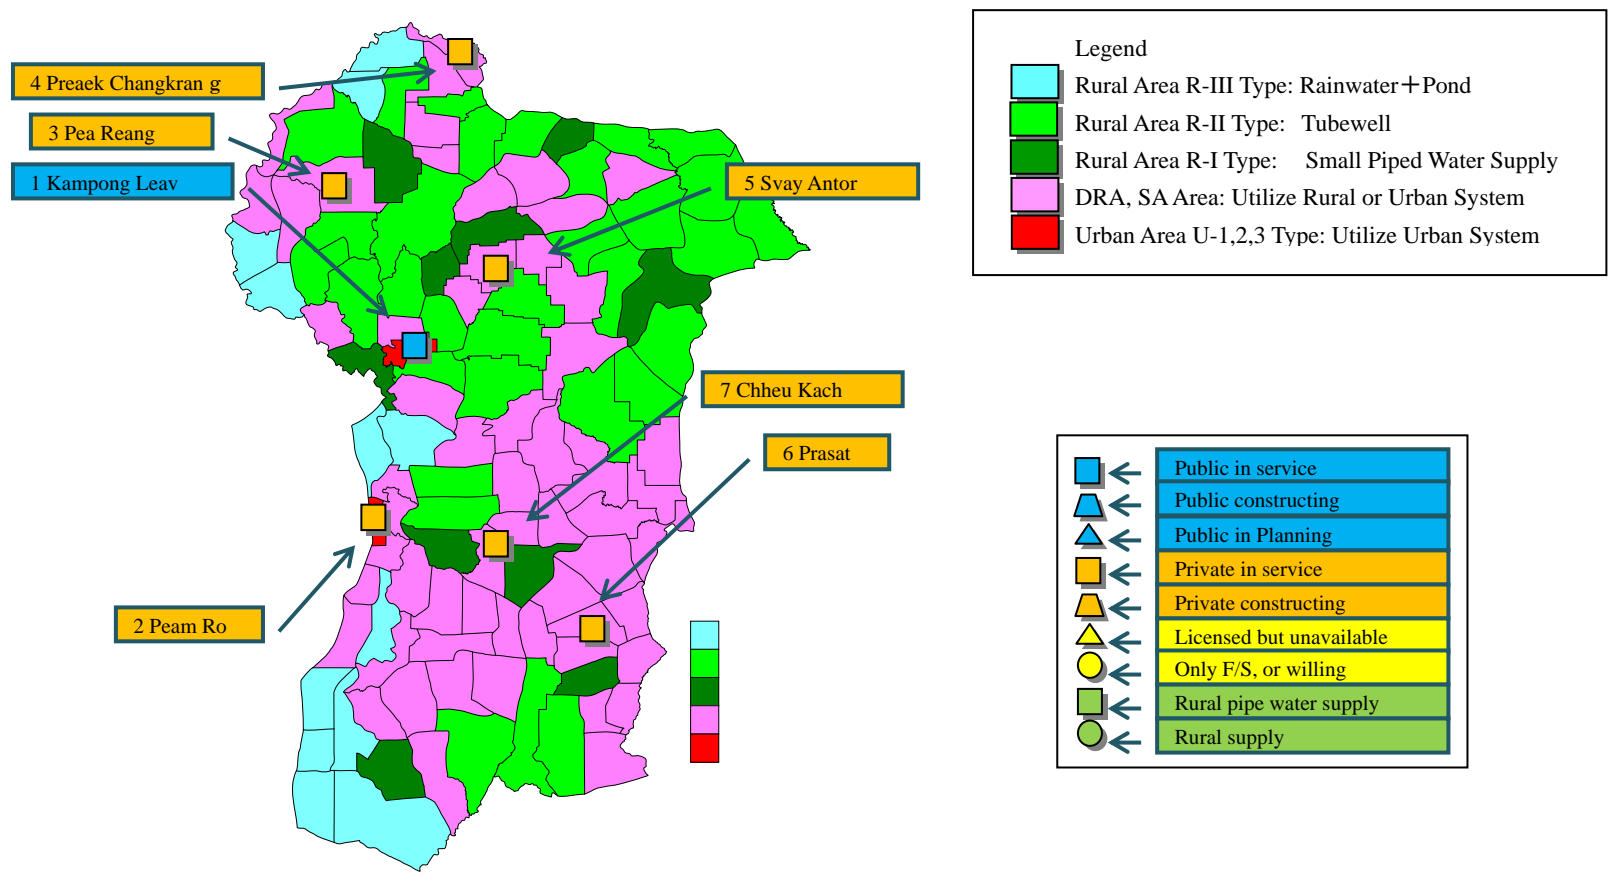 4 Preaek Changkran g
3 Pea Reang
1 Kampong Leav
5 Svay Antor
7 Chheu Kach
6 Prasat
2 Peam Ro
Legend
Rural Area R-III Type: Rainwater＋Pond
Rural Area R-II Type: Tubewell
Rural Area R-I Type: Small Piped Water Supply
DRA, SA Area: Utilize Rural or Urban System
Urban Area U-1,2,3 Type: Utilize Urban System
Public in service
Public constructing
Public in Planning
Private in service
Private constructing
Licensed but unavailable
Only F/S, or willing
Rural pipe water supply
Rural supply